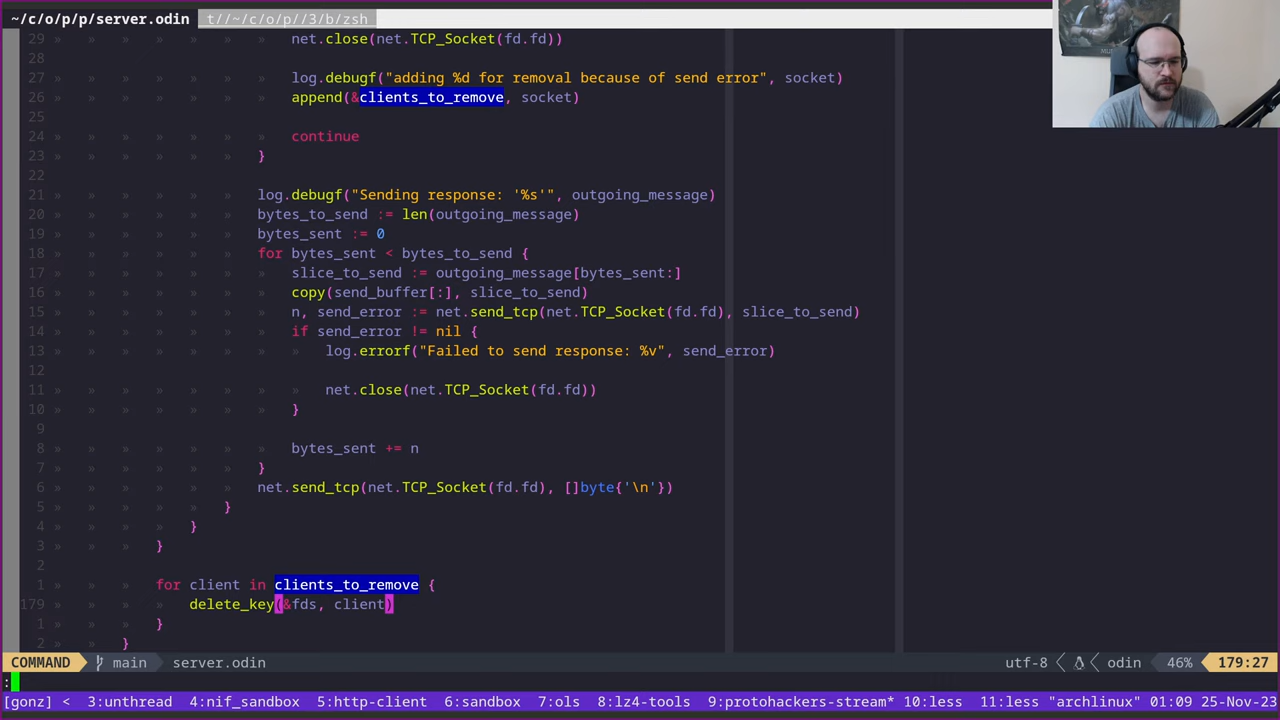 ~/c/o/p/p/server.odin t//~/c/o/p//3/b/zsh
29 » » » » » » » net.close(net.TCP_Socket(fd.fd))
28
27 » » » » » » » log.debugf("adding %d for removal because of send error", socket)
26 » » » » » » » append(&clients_to_remove, socket)
25
24 » » » » » » » continue
23 » » » » » » }
22
21 » » » » » » log.debugf("Sending response: '%s'", outgoing_message)
20 » » » » » » bytes_to_send := len(outgoing_message)
19 » » » » » » bytes_sent := 0
18 » » » » » » for bytes_sent < bytes_to_send {
17 » » » » » » » slice_to_send := outgoing_message[bytes_sent:]
16 » » » » » » » copy(send_buffer[:], slice_to_send)
15 » » » » » » » n, send_error := net.send_tcp(net.TCP_Socket(fd.fd), slice_to_send)
14 » » » » » » » if send_error != nil {
13 » » » » » » » » log.errorf("Failed to send response: %v", send_error)
12
11 » » » » » » » » net.close(net.TCP_Socket(fd.fd))
10 » » » » » » » }
9
8 » » » » » » » bytes_sent += n
7 » » » » » » }
6 » » » » » » net.send_tcp(net.TCP_Socket(fd.fd), []byte{'\n'})
5 » » » » » }
4 » » » » }
3 » » » }
2
1 » » » for client in clients_to_remove {
179 » » » » delete_key(&fds, client)
1 » » » }
2 » » }
COMMAND main server.odin utf-8 odin 46% 179:27
:
[gonz] < 3:unthread 4:nif_sandbox 5:http-client 6:sandbox 7:ols 8:lz4-tools 9:protohackers-stream* 10:less 11:less "archlinux" 01:09 25-Nov-23